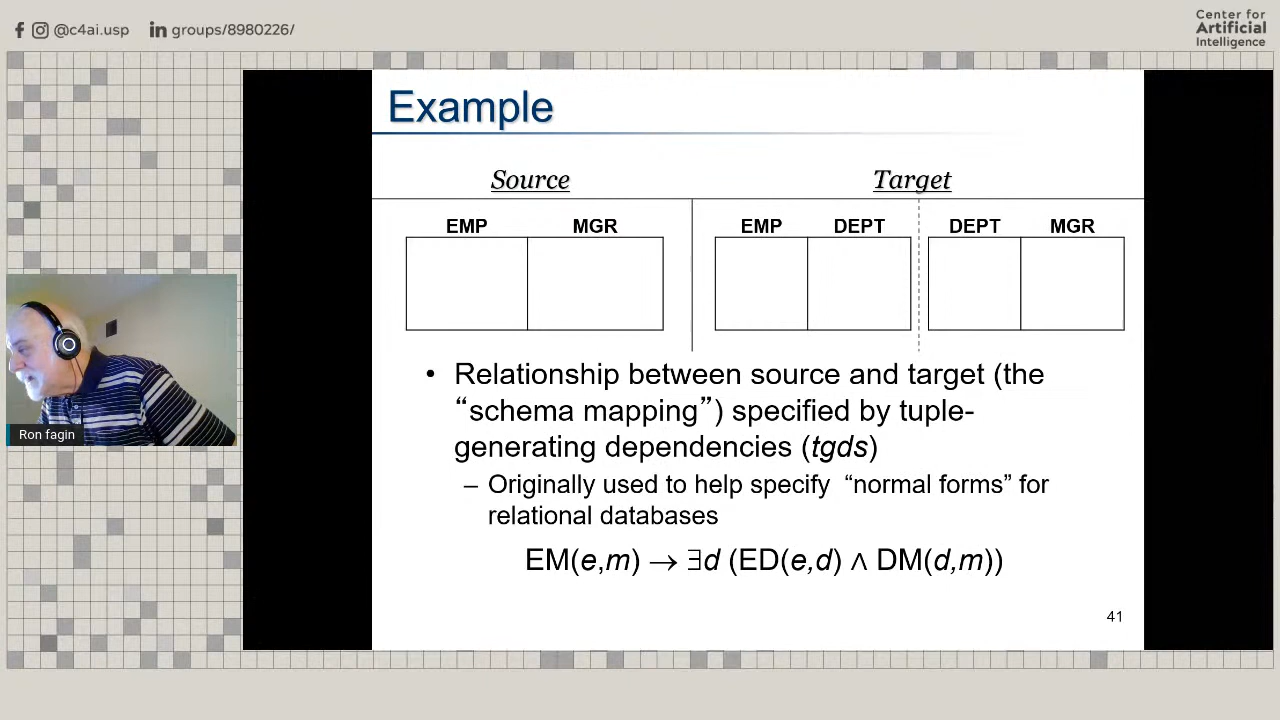 @c4ai.usp in groups/8980226/
Center for
Artificial
Intelligence
Example
Source Target
EMP MGR EMP DEPT DEPT MGR
• Relationship between source and target (the
“schema mapping”) specified by tuple-
generating dependencies (tgds)
– Originally used to help specify “normal forms” for
relational databases
EM(e,m) → ∃d (ED(e,d) ∧ DM(d,m))
41
Ron fagin